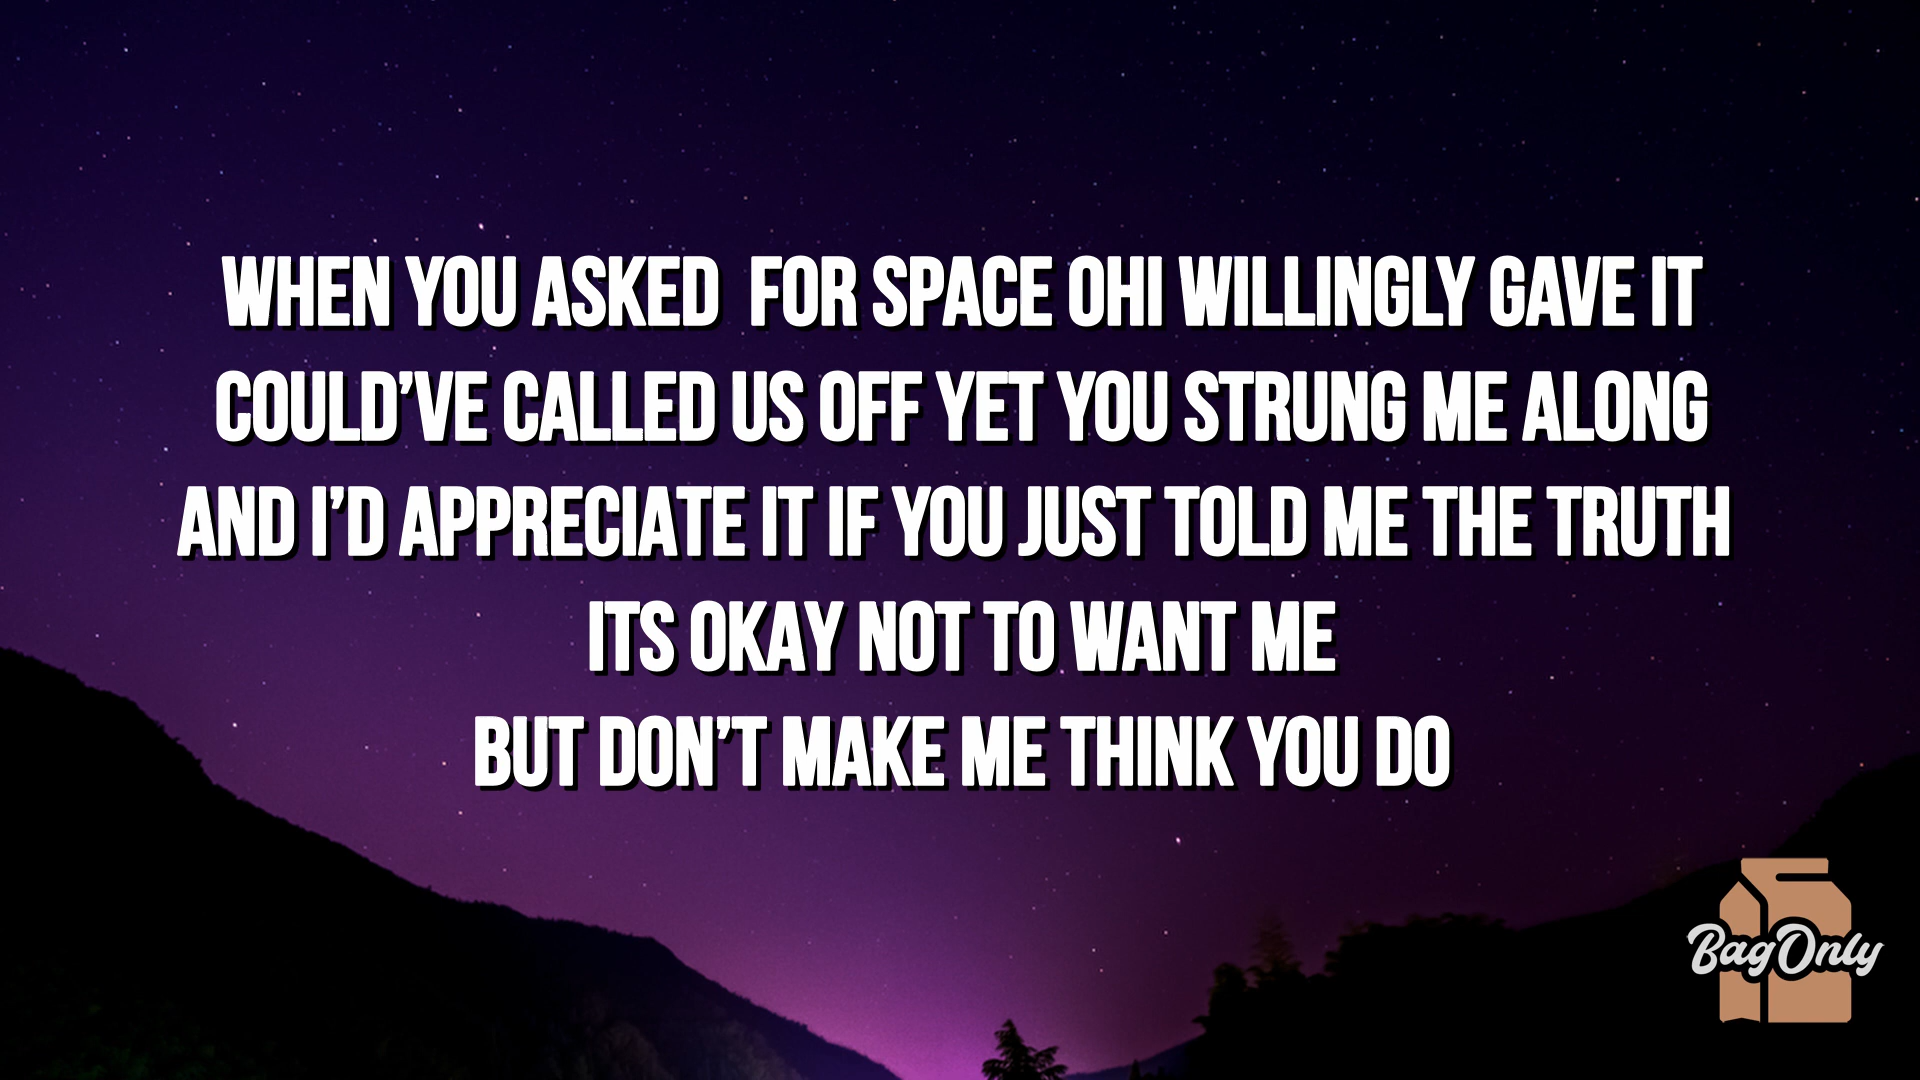 WHEN YOU ASKED  FOR SPACE OHI WILLINGLY GAVE IT
COULD’VE CALLED US OFF YET YOU STRUNG ME ALONG
AND I’D APPRECIATE IT IF YOU JUST TOLD ME THE TRUTH
ITS OKAY NOT TO WANT ME
BUT DON’T MAKE ME THINK YOU DO
BagOnly